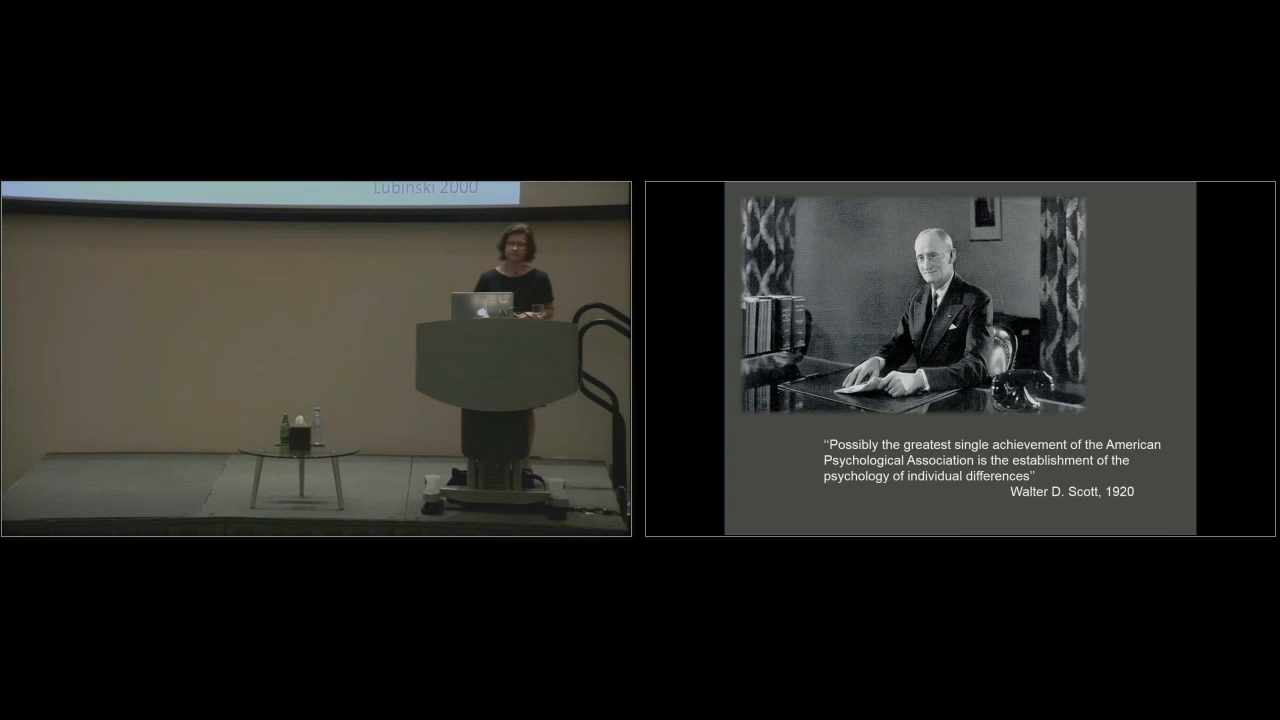 Lubinski 2000
“Possibly the greatest single achievement of the American
Psychological Association is the establishment of the
psychology of individual differences”
Walter D. Scott, 1920